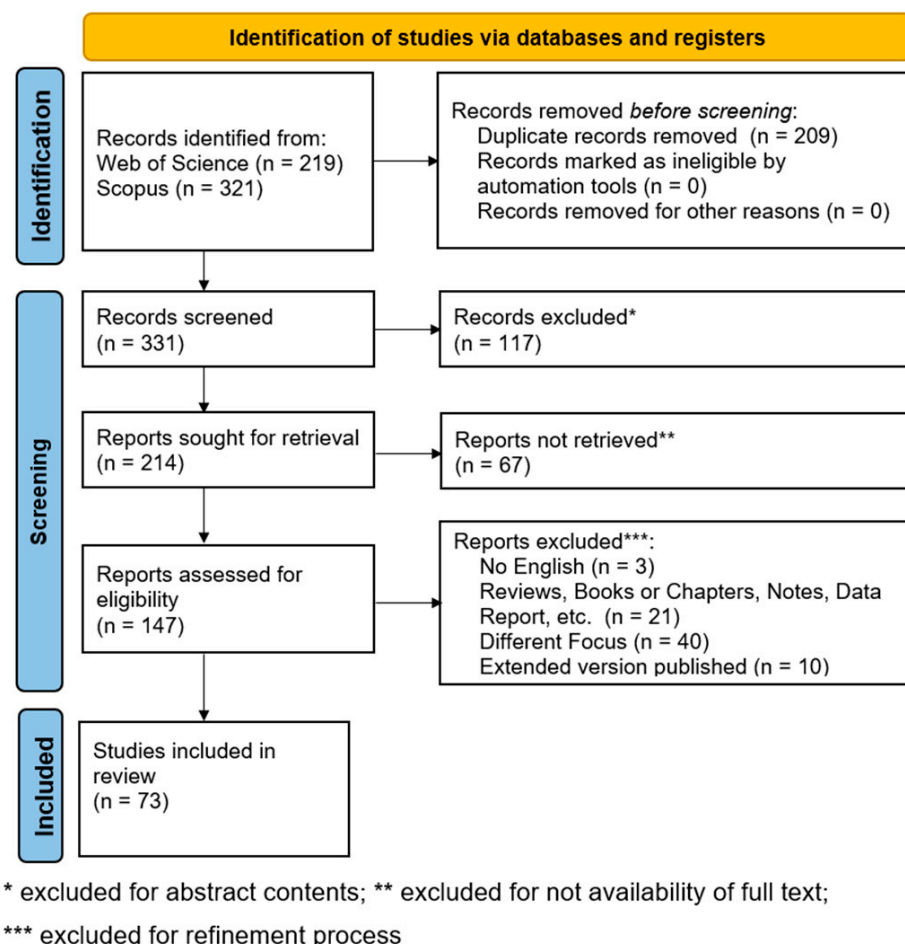 Identification of studies via databases and registers
Identification
Records identified from:
Web of Science (n = 219)
Scopus (n = 321)
Records removed before screening:
Duplicate records removed  (n = 209)
Records marked as ineligible by
automation tools (n = 0)
Records removed for other reasons (n = 0)
Screening
Records screened
(n = 331)
Records excluded*
(n = 117)
Reports sought for retrieval
(n = 214)
Reports not retrieved**
(n = 67)
Reports assessed for
eligibility
(n = 147)
Reports excluded***:
No English (n = 3)
Reviews, Books or Chapters, Notes, Data
Report, etc.  (n = 21)
Different Focus (n = 40)
Extended version published (n = 10)
Included
Studies included in
review
(n = 73)
* excluded for abstract contents; ** excluded for not availability of full text;
*** excluded for refinement process